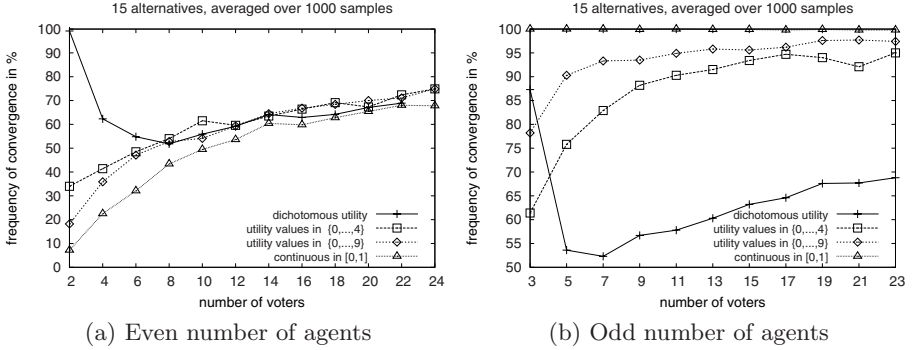 15 alternatives, averaged over 1000 samples
frequency of convergence in %
100
90
80
70
60
50
40
30
20
10
0
dichotomous utility
utility values in {0,...,4}
utility values in {0,...,9}
continuous in [0,1]
2 4 6 8 10 12 14 16 18 20 22 24
number of voters
(a) Even number of agents
15 alternatives, averaged over 1000 samples
frequency of convergence in %
100
95
90
85
80
75
70
65
60
55
50
dichotomous utility
utility values in {0,...,4}
utility values in {0,...,9}
continuous in [0,1]
3 5 7 9 11 13 15 17 19 21 23
number of voters
(b) Odd number of agents